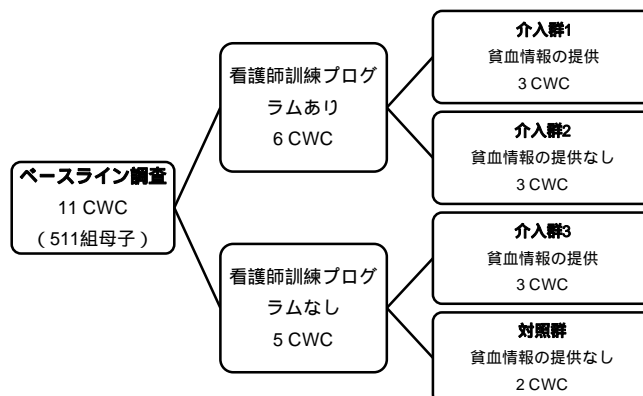 ベースライン調査
11 CWC
（511組母子）
看護師訓練プログ
ラムあり
6 CWC
看護師訓練プログ
ラムなし
5 CWC
介入群1
貧血情報の提供
3 CWC
介入群2
貧血情報の提供なし
3 CWC
介入群3
貧血情報の提供
3 CWC
対照群
貧血情報の提供なし
2 CWC